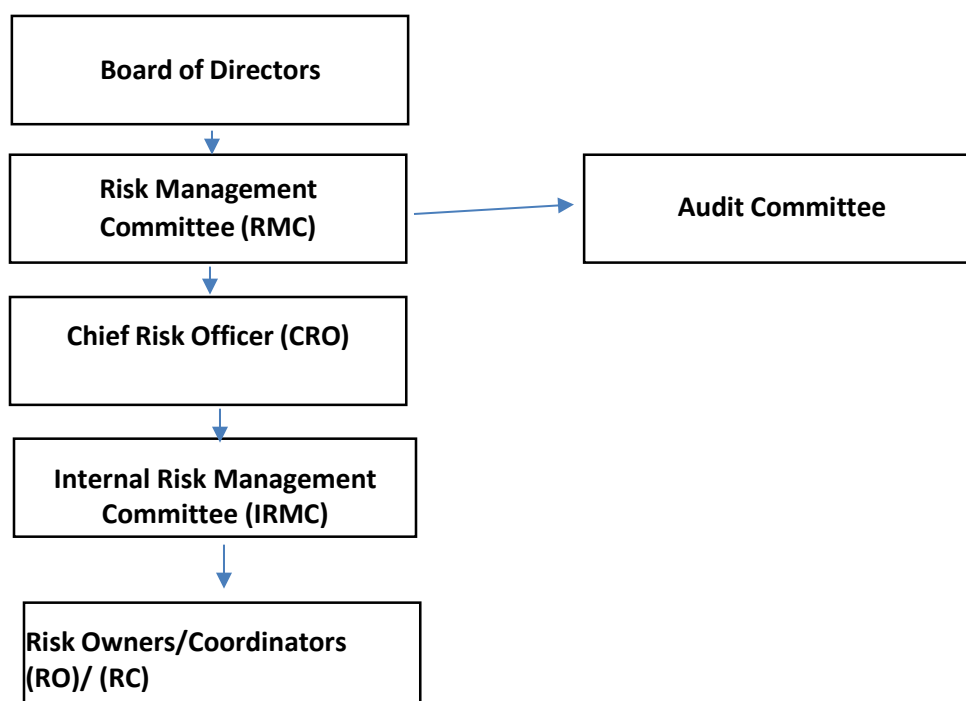 Board of Directors
Risk Management
Committee (RMC)
Audit Committee
Chief Risk Officer (CRO)
Internal Risk Management
Committee (IRMC)
Risk Owners/Coordinators
(RO)/ (RC)